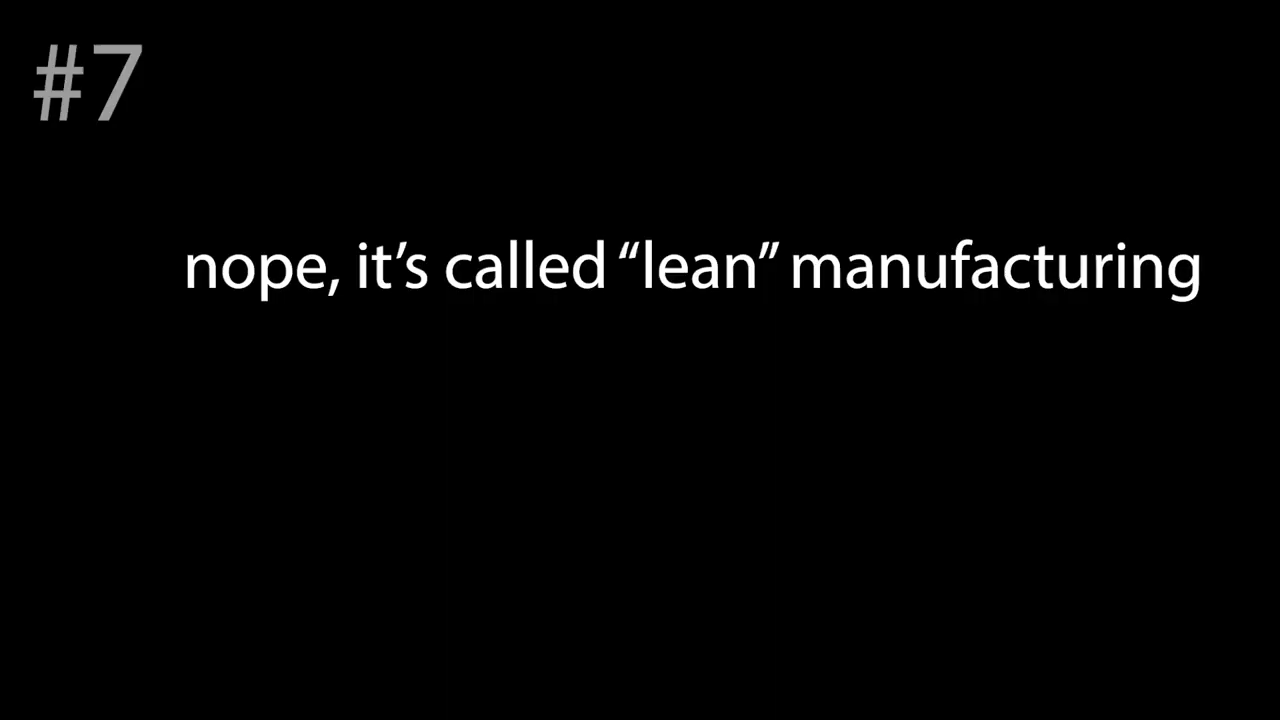 #7
nope, it’s called “lean” manufacturing